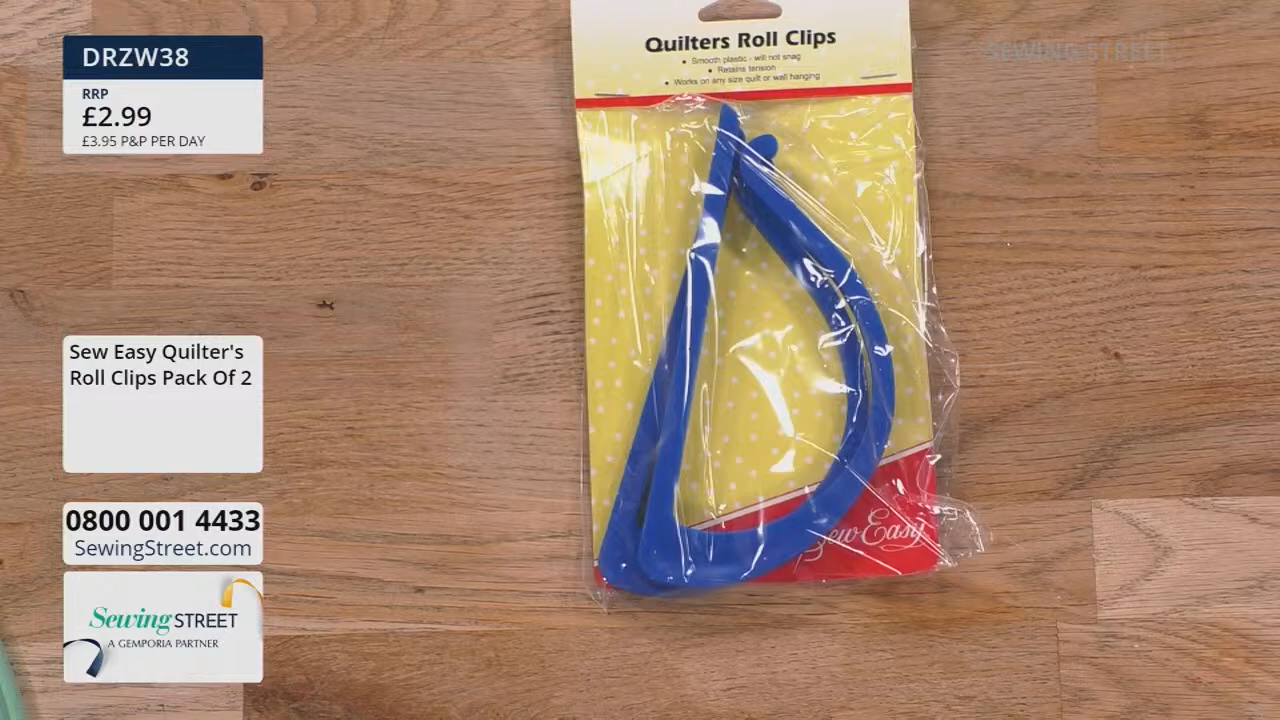 DRZW38
RRP
£2.99
£3.95 P&P PER DAY
Sew Easy Quilter's
Roll Clips Pack Of 2
0800 001 4433
SewingStreet.com
Sewing STREET
A GEMPORIA PARTNER
Quilters Roll Clips
• Smooth plastic - will not snag
• Retains tension
• Works on any size quilt or wall hanging
Sew Easy
SEWING STREET